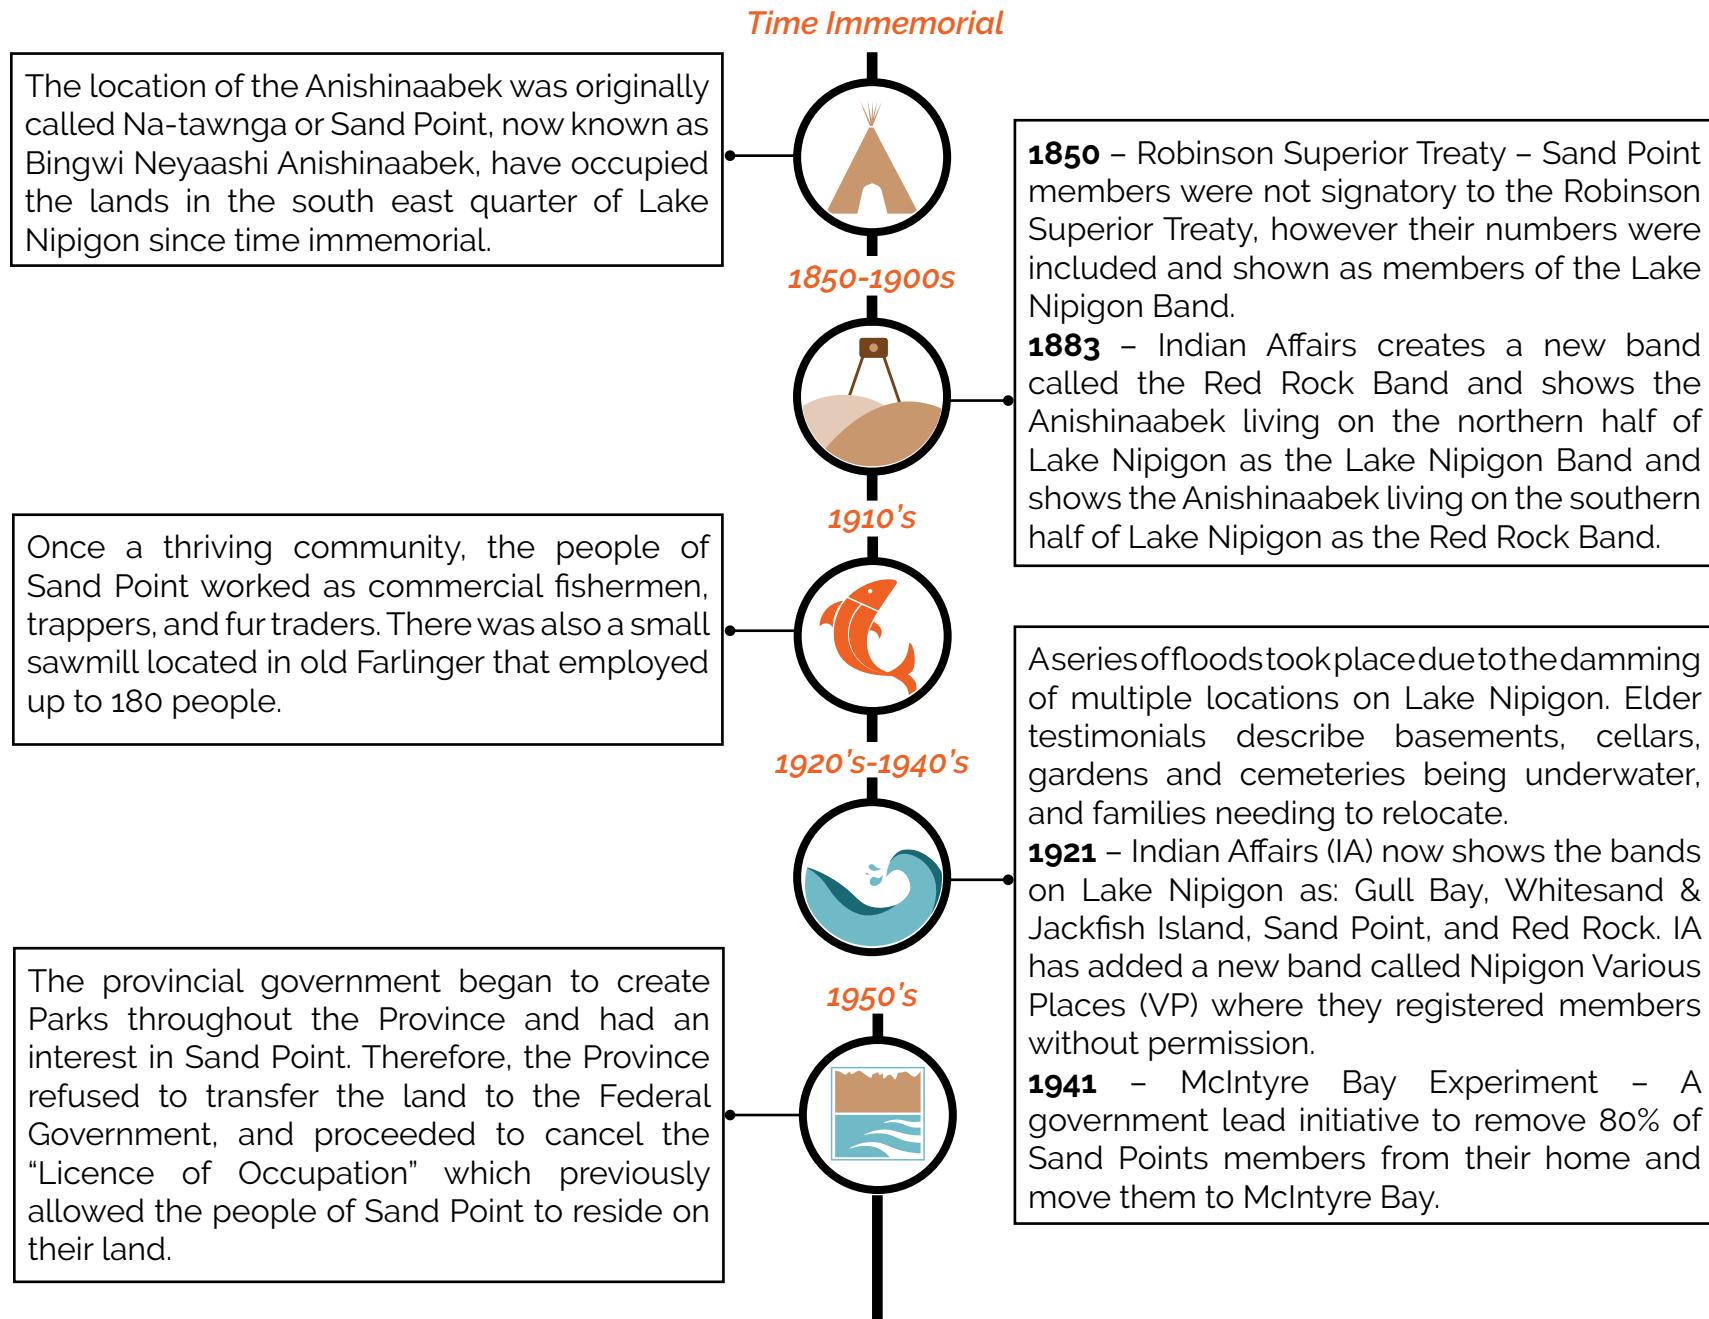 Time Immemorial
The location of the Anishinaabek was originally
called Na-tawnga or Sand Point, now known as
Bingwi Neyaashi Anishinaabek, have occupied
the lands in the south east quarter of Lake
Nipigon since time immemorial.
1850-1900s
1850 – Robinson Superior Treaty – Sand Point
members were not signatory to the Robinson
Superior Treaty, however their numbers were
included and shown as members of the Lake
Nipigon Band.
1883 – Indian Affairs creates a new band
called the Red Rock Band and shows the
Anishinaabek living on the northern half of
Lake Nipigon as the Lake Nipigon Band and
shows the Anishinaabek living on the southern
half of Lake Nipigon as the Red Rock Band.
1910's
Once a thriving community, the people of
Sand Point worked as commercial fishermen,
trappers, and fur traders. There was also a small
sawmill located in old Farlinger that employed
up to 180 people.
1920's-1940's
A series of floods took place due to the damming
of multiple locations on Lake Nipigon. Elder
testimonials describe basements, cellars,
gardens and cemeteries being underwater,
and families needing to relocate.
1921 – Indian Affairs (IA) now shows the bands
on Lake Nipigon as: Gull Bay, Whitesand &
Jackfish Island, Sand Point, and Red Rock. IA
has added a new band called Nipigon Various
Places (VP) where they registered members
without permission.
1941 – McIntyre Bay Experiment – A
government lead initiative to remove 80% of
Sand Points members from their home and
move them to McIntyre Bay.
1950's
The provincial government began to create
Parks throughout the Province and had an
interest in Sand Point. Therefore, the Province
refused to transfer the land to the Federal
Government, and proceeded to cancel the
“Licence of Occupation” which previously
allowed the people of Sand Point to reside on
their land.